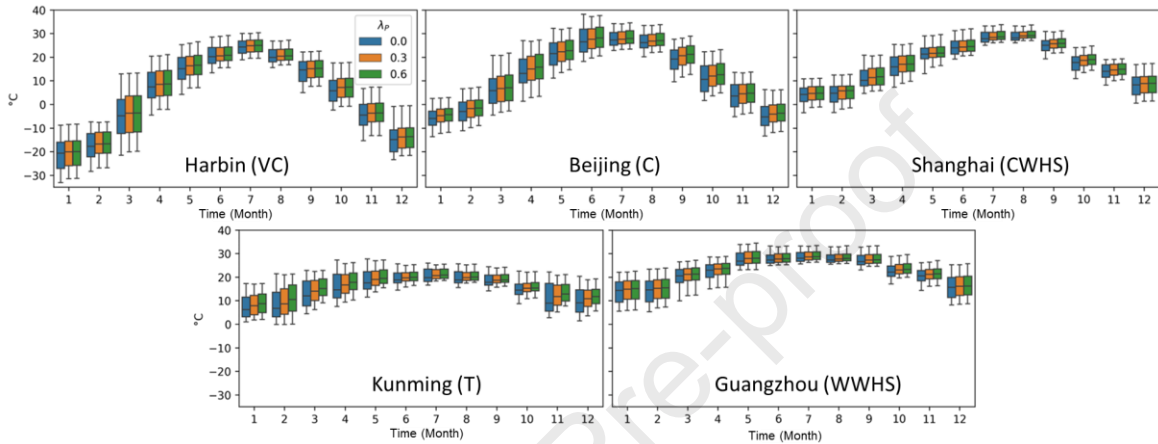 40
30
20
10
0
−10
−20
−30
°C
λP
0.0
0.3
0.6
Harbin (VC)
1 2 3 4 5 6 7 8 9 10 11 12
Time (Month)
Beijing (C)
1 2 3 4 5 6 7 8 9 10 11 12
Time (Month)
Shanghai (CWHS)
1 2 3 4 5 6 7 8 9 10 11 12
Time (Month)
40
30
20
10
0
−10
−20
−30
°C
Kunming (T)
1 2 3 4 5 6 7 8 9 10 11 12
Time (Month)
Guangzhou (WWHS)
1 2 3 4 5 6 7 8 9 10 11 12
Time (Month)
Pre-proof